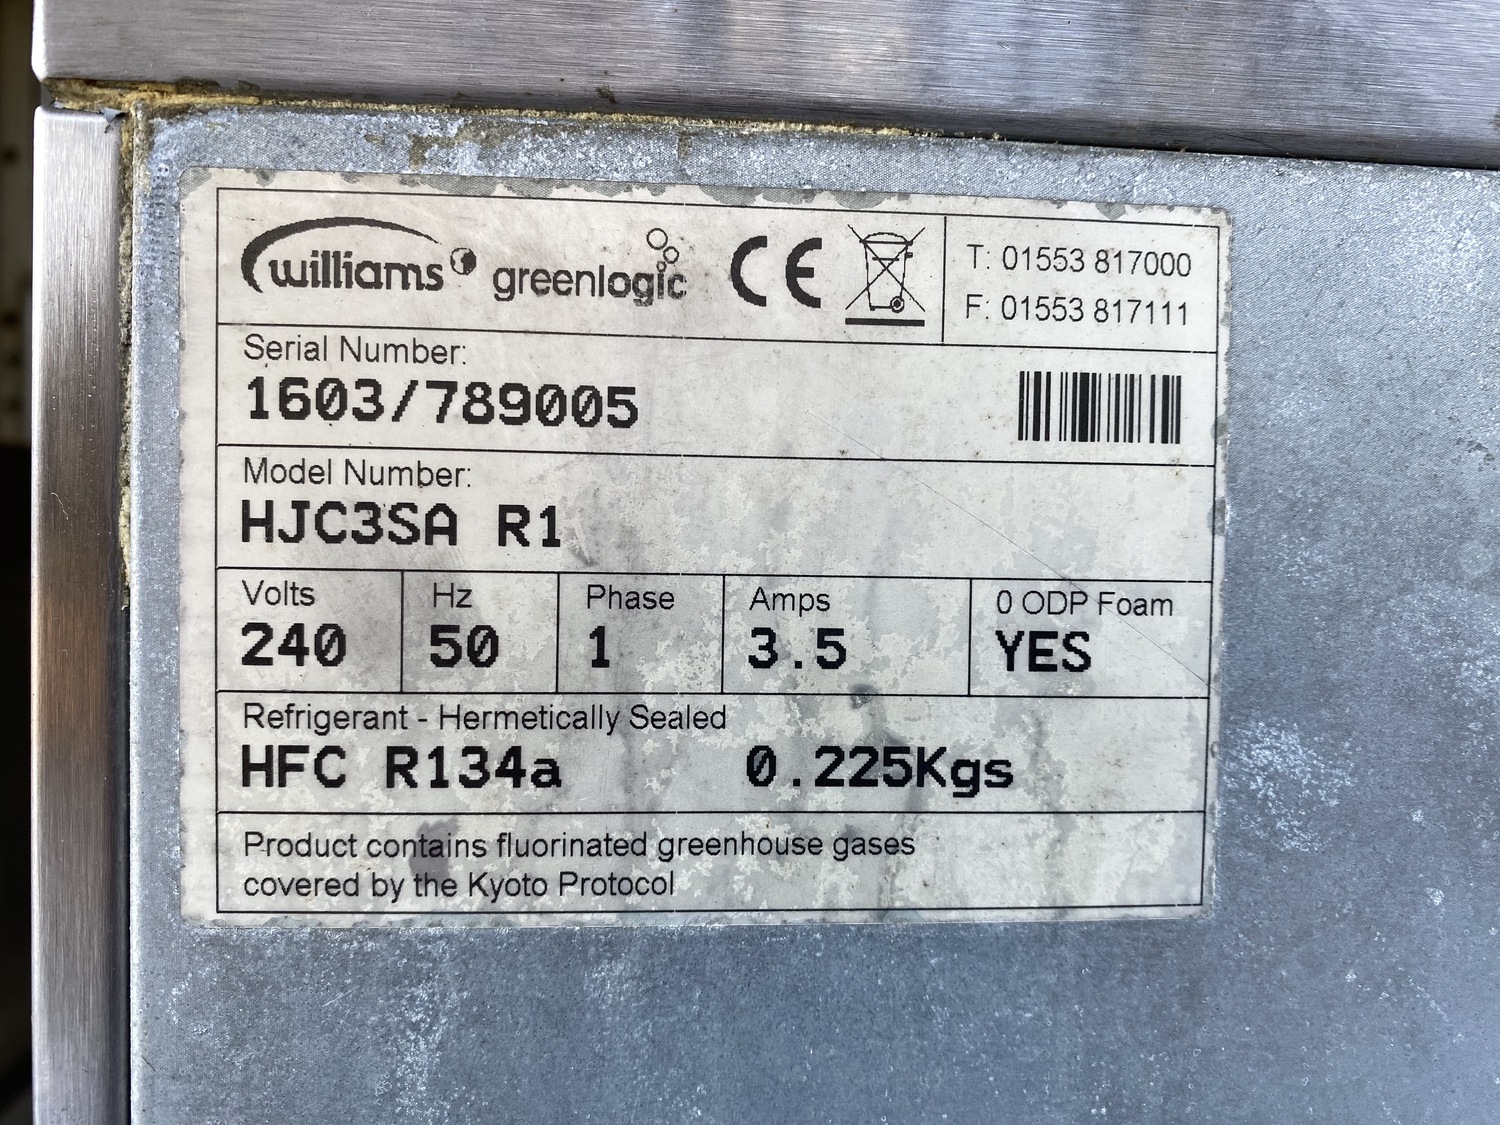 williams greenlogic CE
T: 01553 817000
F: 01553 817111
Serial Number:
1603/789005
Model Number:
HJC3SA R1
Volts Hz Phase Amps 0 ODP Foam
240 50 1 3.5 YES
Refrigerant - Hermetically Sealed
HFC R134a 0.225Kgs
Product contains fluorinated greenhouse gases
covered by the Kyoto Protocol